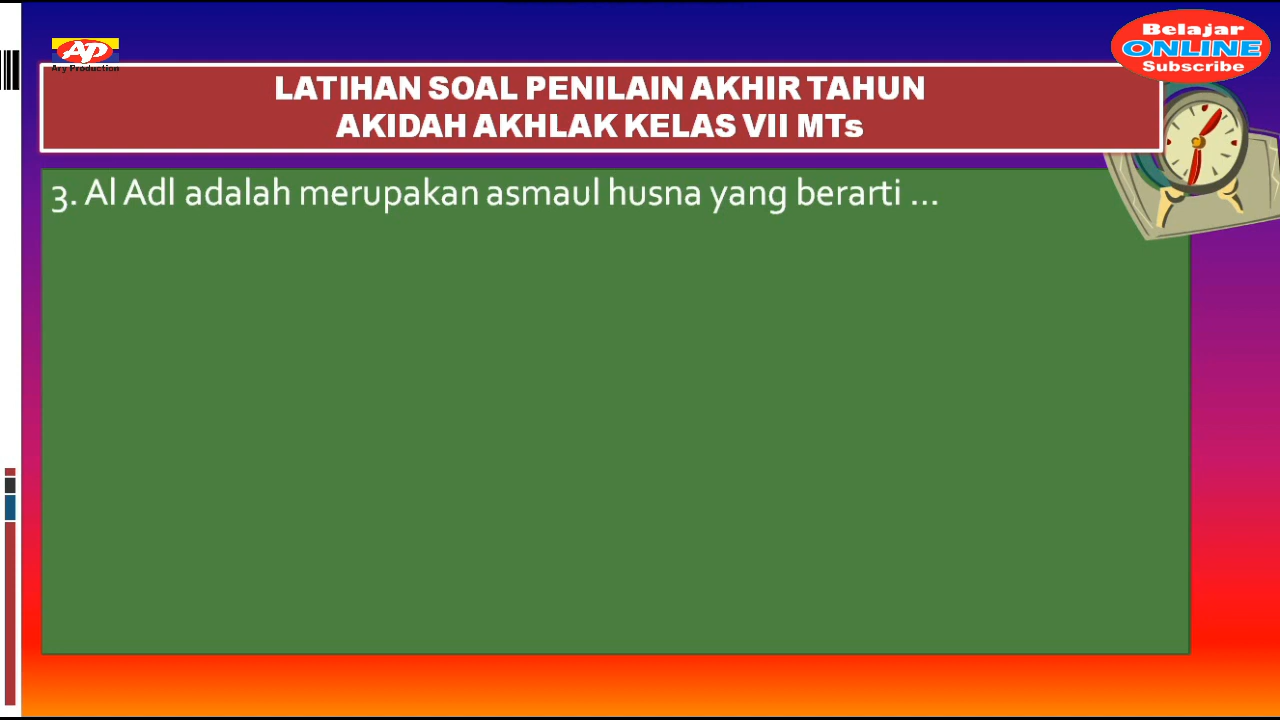 Belajar
ONLINE
Subscribe
AP
Ary Production
LATIHAN SOAL PENILAIN AKHIR TAHUN
AKIDAH AKHLAK KELAS VII MTs
3. Al Adl adalah merupakan asmaul husna yang berarti ...